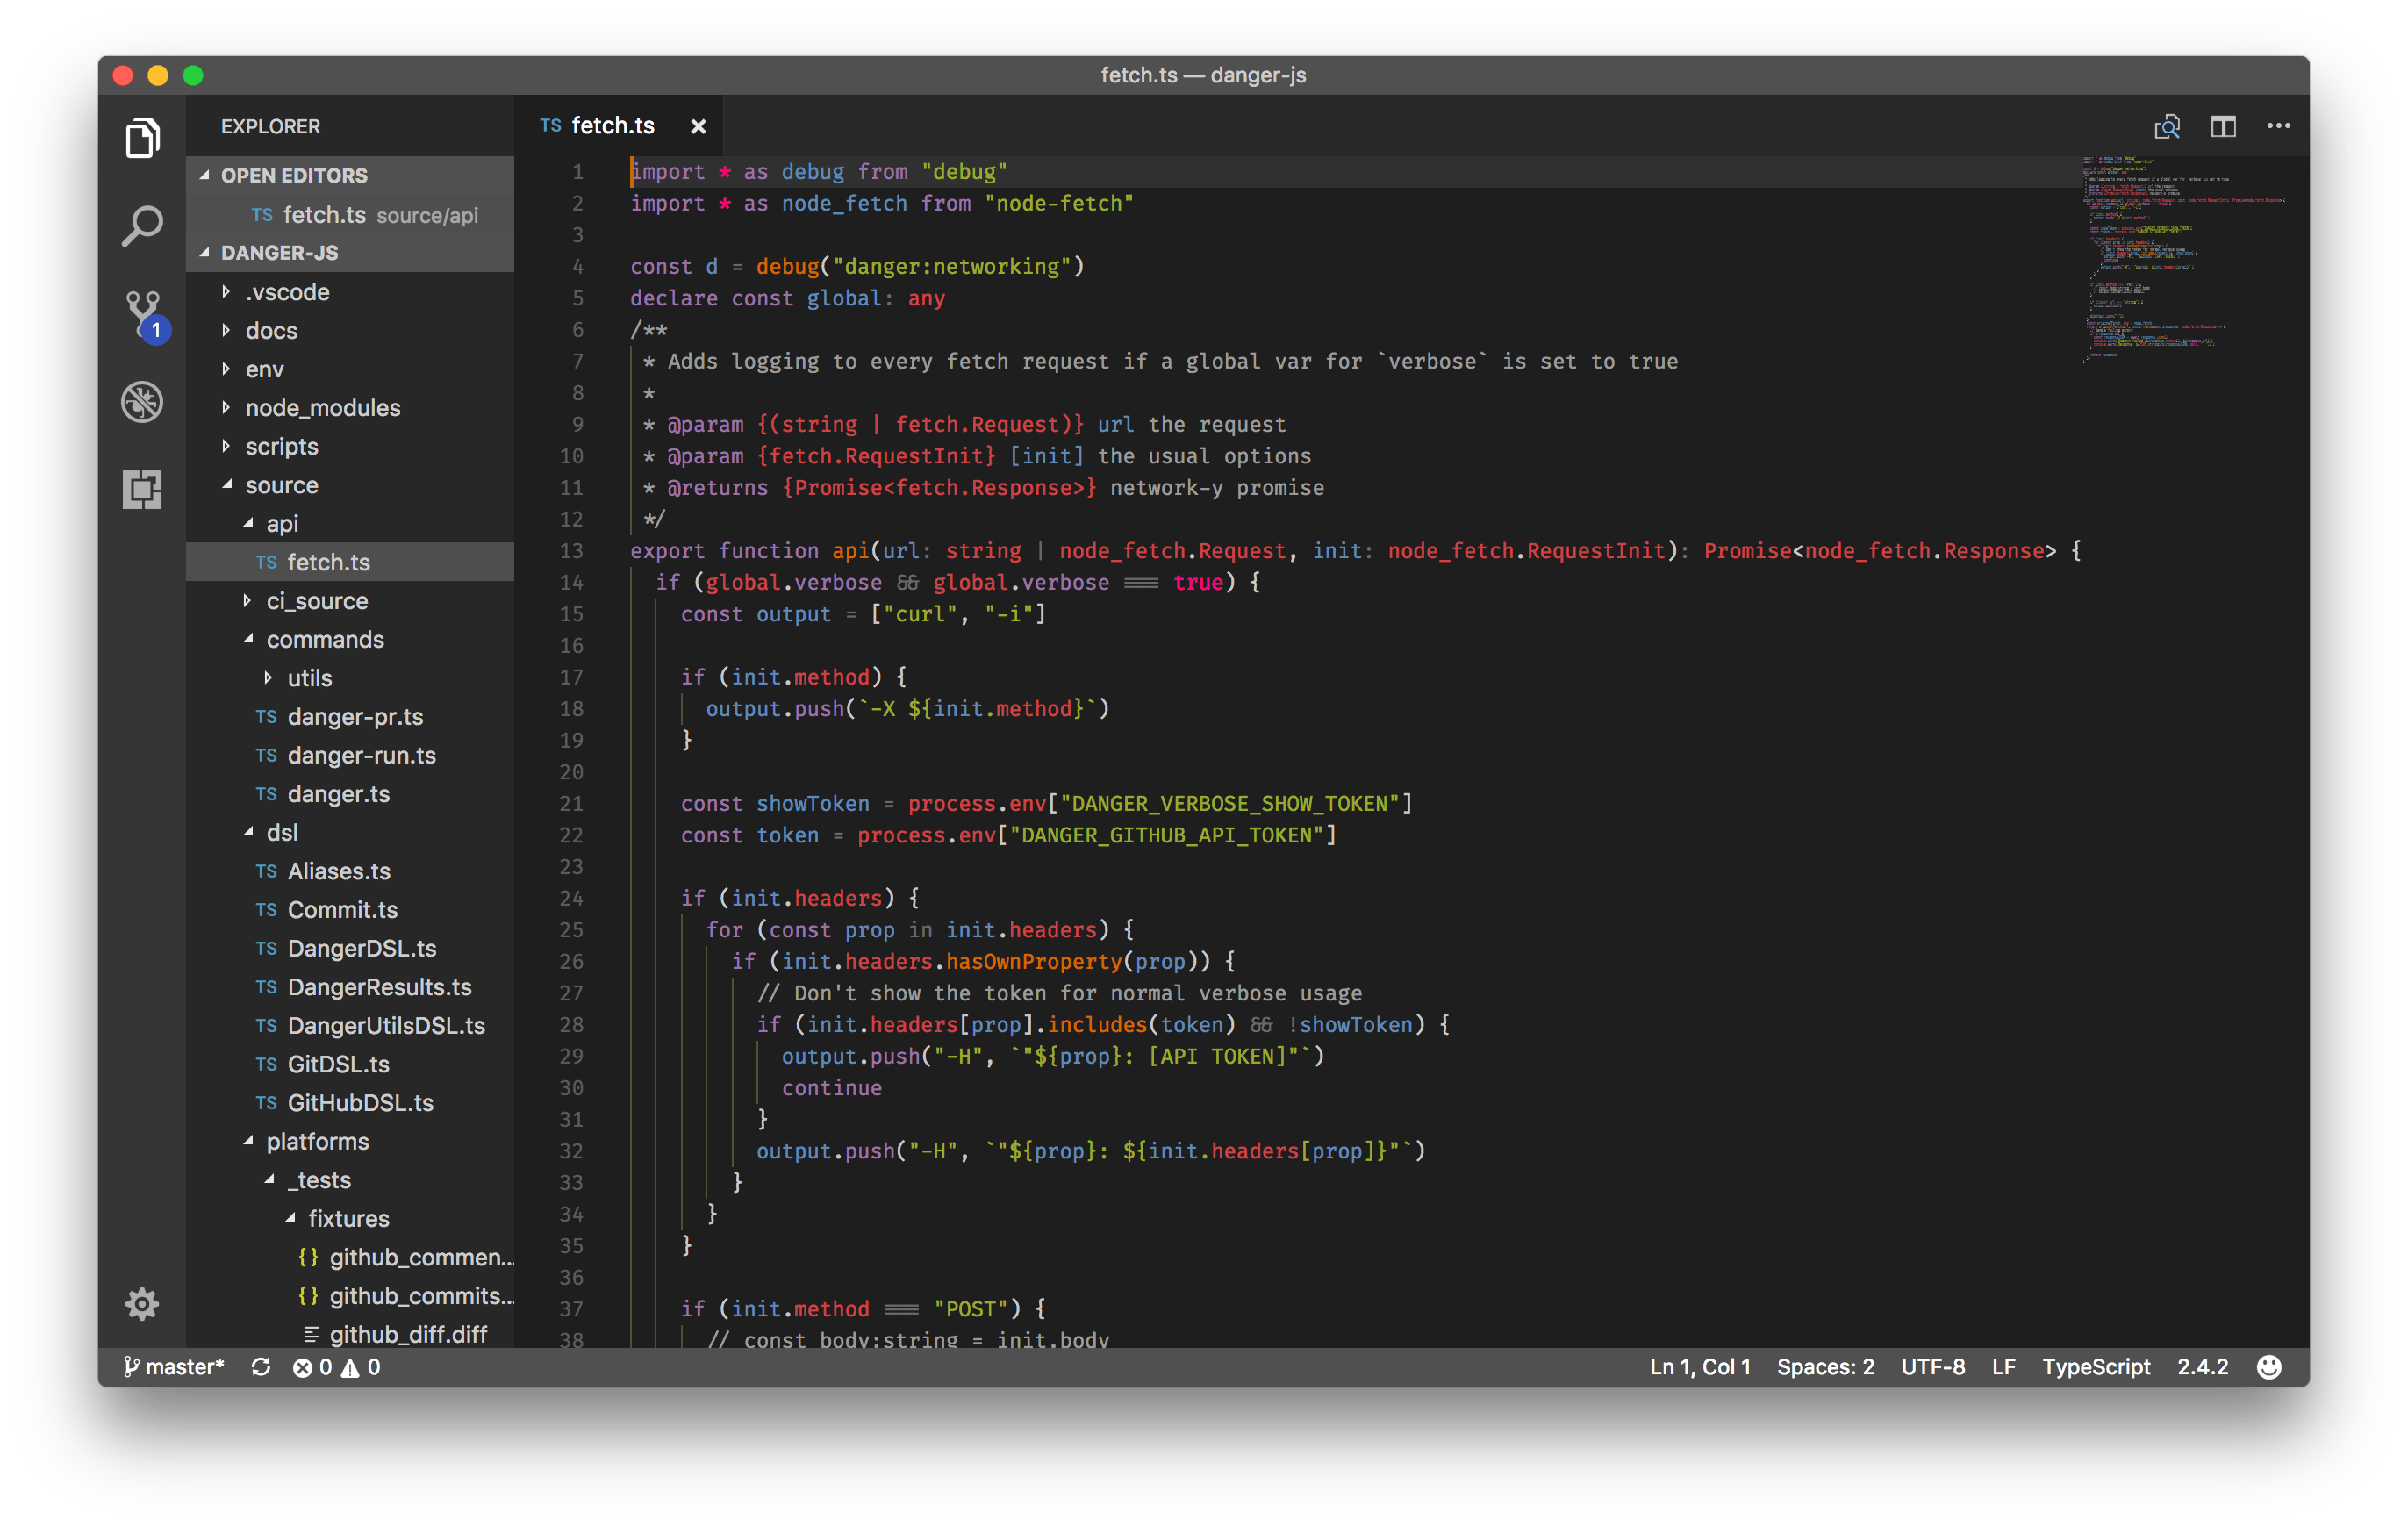 fetch.ts — danger-js
EXPLORER
OPEN EDITORS
TS fetch.ts source/api
DANGER-JS
.vscode
docs
env
node_modules
scripts
source
api
TS fetch.ts
ci_source
commands
utils
TS danger-pr.ts
TS danger-run.ts
TS danger.ts
dsl
TS Aliases.ts
TS Commit.ts
TS DangerDSL.ts
TS DangerResults.ts
TS DangerUtilsDSL.ts
TS GitDSL.ts
TS GitHubDSL.ts
platforms
_tests
fixtures
{} github_commen...
{} github_commits...
github_diff.diff
1
TS fetch.ts
1 import * as debug from "debug"
2 import * as node_fetch from "node-fetch"
3
4 const d = debug("danger:networking")
5 declare const global: any
6 /**
7 * Adds logging to every fetch request if a global var for `verbose` is set to true
8 *
9 * @param {(string | fetch.Request)} url the request
10 * @param {fetch.RequestInit} [init] the usual options
11 * @returns {Promise<fetch.Response>} network-y promise
12 */
13 export function api(url: string | node_fetch.Request, init: node_fetch.RequestInit): Promise<node_fetch.Response> {
14 if (global.verbose && global.verbose === true) {
15 const output = ["curl", "-i"]
16
17 if (init.method) {
18 output.push(`-X ${init.method}`)
19 }
20
21 const showToken = process.env["DANGER_VERBOSE_SHOW_TOKEN"]
22 const token = process.env["DANGER_GITHUB_API_TOKEN"]
23
24 if (init.headers) {
25 for (const prop in init.headers) {
26 if (init.headers.hasOwnProperty(prop)) {
27 // Don't show the token for normal verbose usage
28 if (init.headers[prop].includes(token) && !showToken) {
29 output.push("-H", `"${prop}: [API TOKEN]"`)
30 continue
31 }
32 output.push("-H", `"${prop}: ${init.headers[prop]}"`)
33 }
34 }
35 }
36
37 if (init.method === "POST") {
38 // const body:string = init.body
master* 0 0
Ln 1, Col 1 Spaces: 2 UTF-8 LF TypeScript 2.4.2